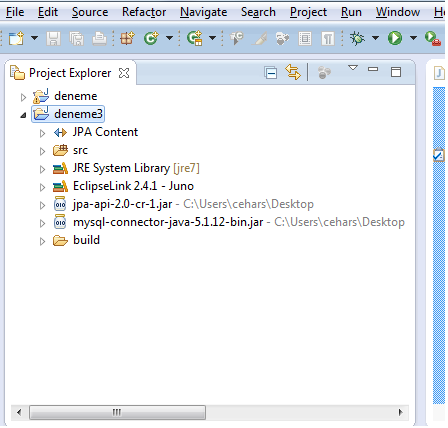 File Edit Source Refactor Navigate Search Project Run Window
Project Explorer
deneme
deneme3
JPA Content
src
JRE System Library [jre7]
EclipseLink 2.4.1 - Juno
jpa-api-2.0-cr-1.jar - C:\Users\cehars\Desktop
mysql-connector-java-5.1.12-bin.jar - C:\Users\cehars\Desktop
build